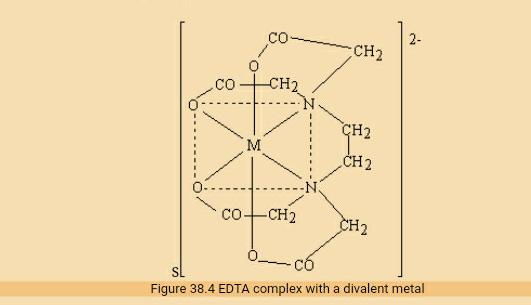 CO
2-
CH2
O
CO
CH2
O
N
CH2
M
CH2
O
N
CO
CH2
CH2
O
CO
S
Figure 38.4 EDTA complex with a divalent metal